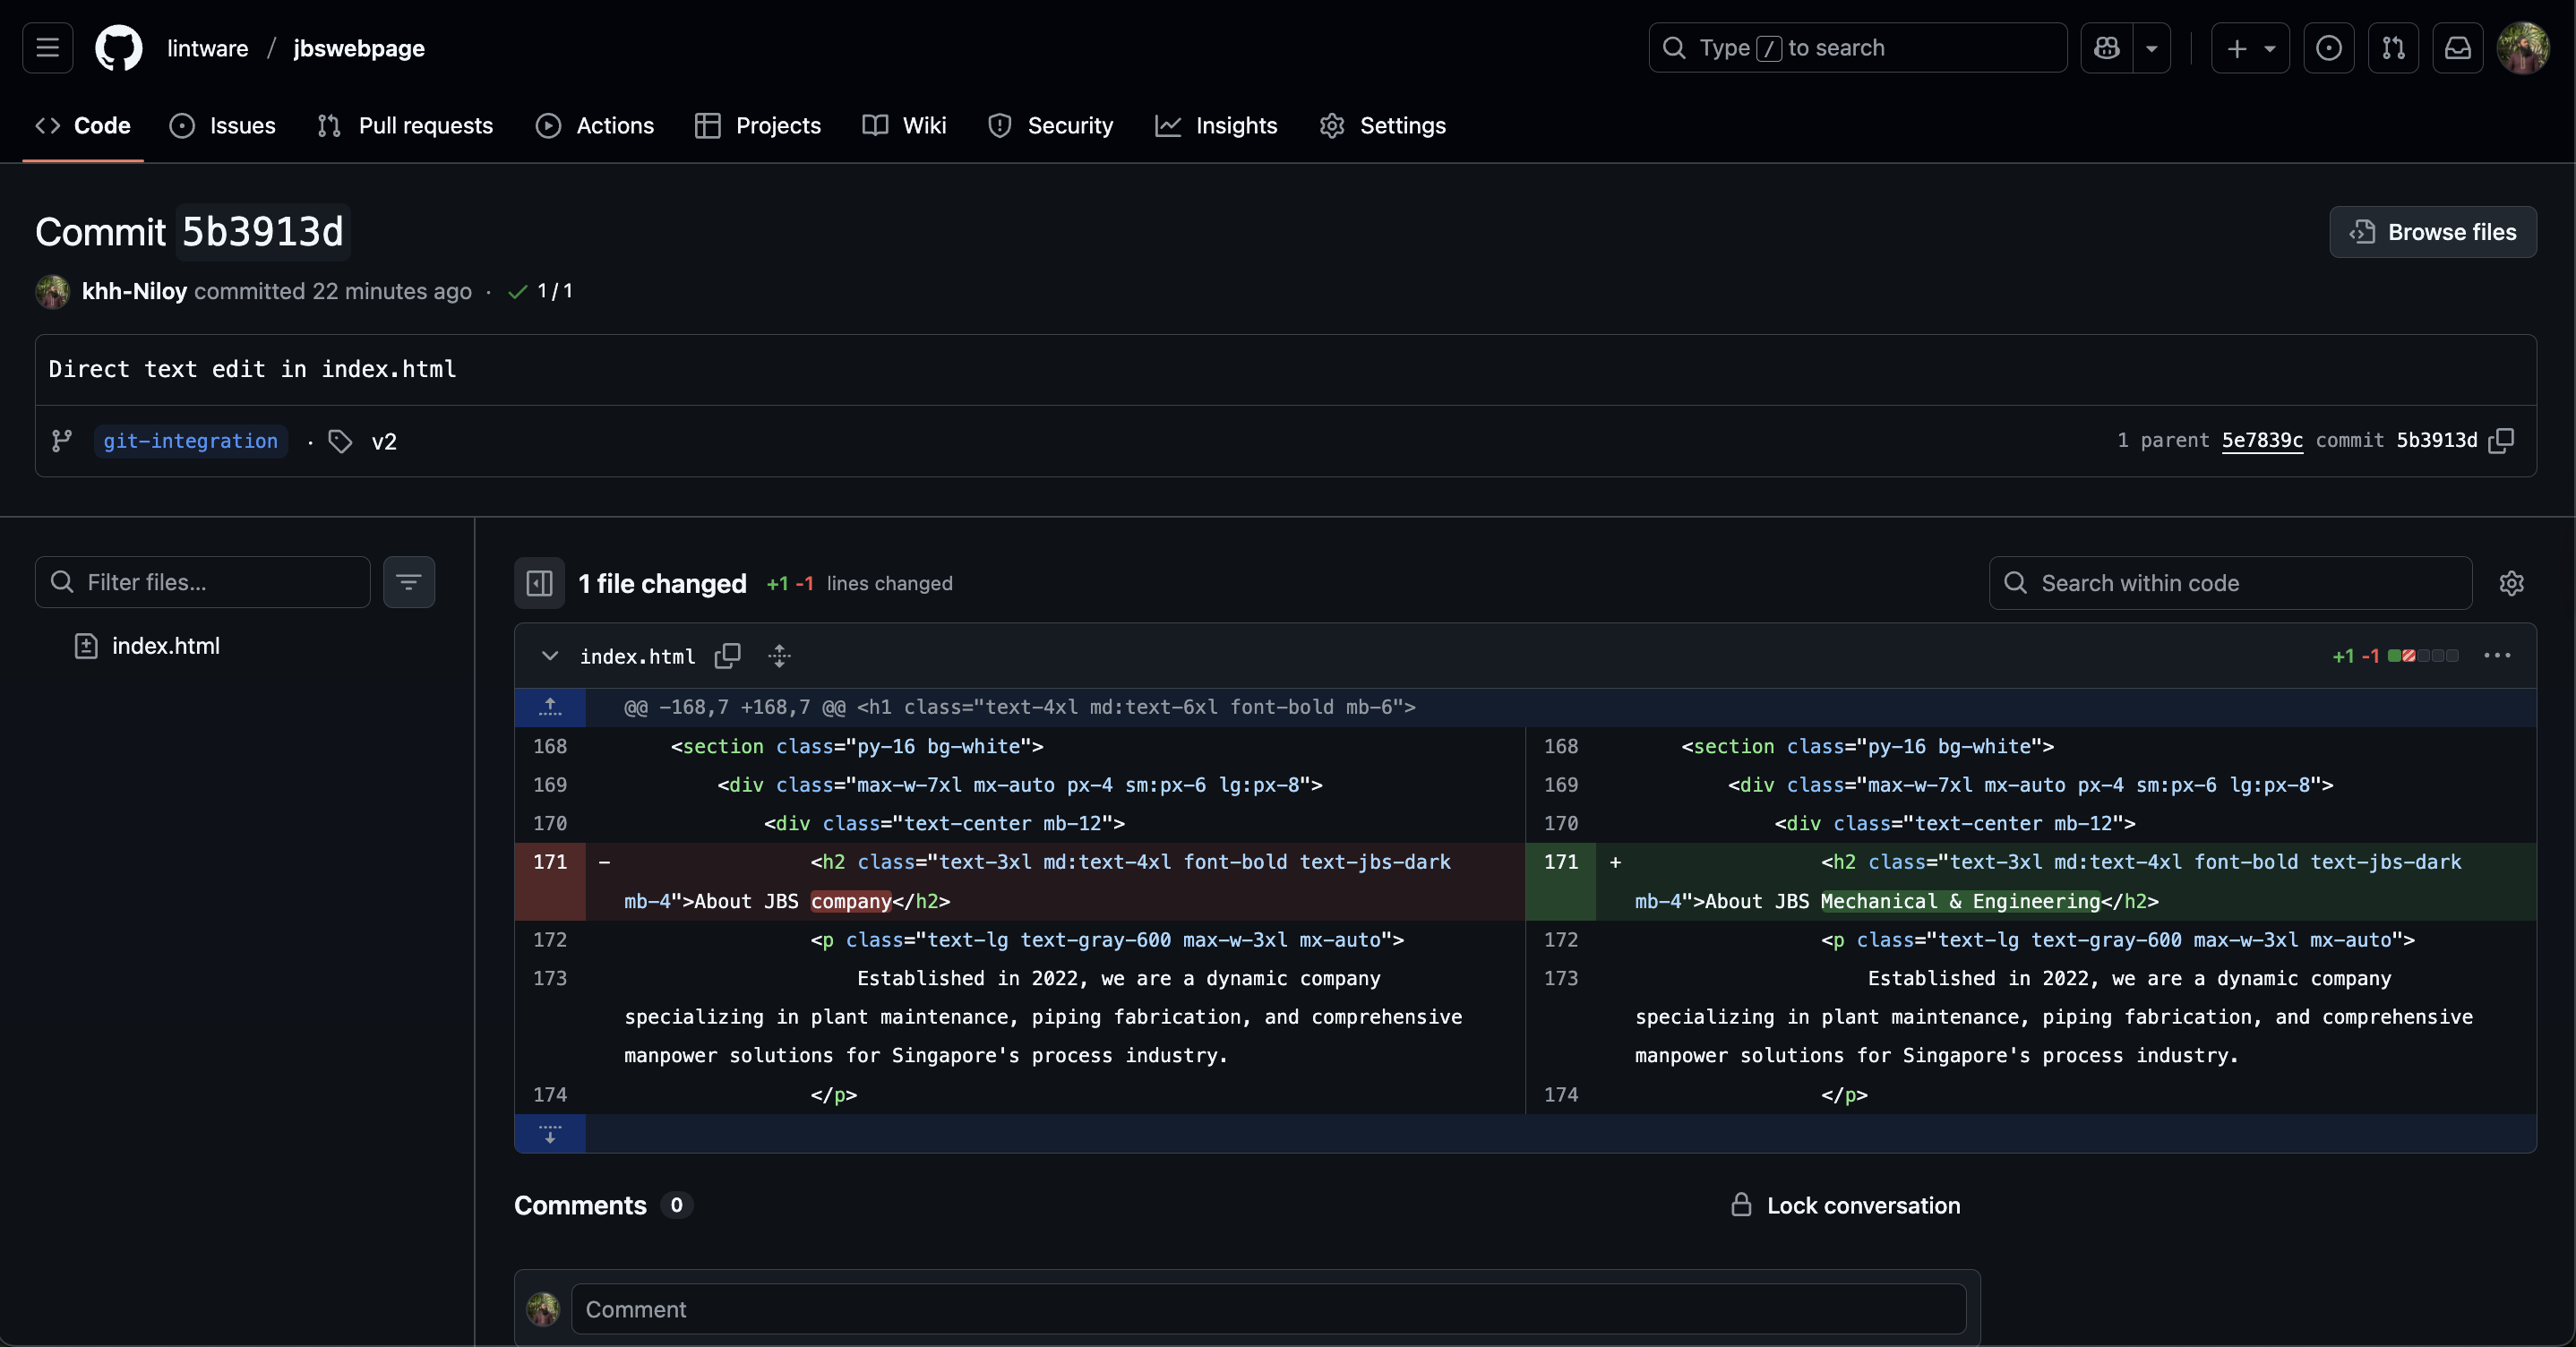 lintware / jbswebpage
Type / to search
Code
Issues
Pull requests
Actions
Projects
Wiki
Security
Insights
Settings
Commit 5b3913d
Browse files
khh-Niloy committed 22 minutes ago · 1 / 1
Direct text edit in index.html
git-integration · v2
1 parent 5e7839c commit 5b3913d
Filter files...
index.html
1 file changed +1 -1 lines changed
Search within code
index.html
+1 -1
@@ -168,7 +168,7 @@ <h1 class="text-4xl md:text-6xl font-bold mb-6">
168 <section class="py-16 bg-white">
169 <div class="max-w-7xl mx-auto px-4 sm:px-6 lg:px-8">
170 <div class="text-center mb-12">
171 - <h2 class="text-3xl md:text-4xl font-bold text-jbs-dark
mb-4">About JBS company</h2>
172 <p class="text-lg text-gray-600 max-w-3xl mx-auto">
173 Established in 2022, we are a dynamic company
specializing in plant maintenance, piping fabrication, and comprehensive
manpower solutions for Singapore's process industry.
174 </p>
168 <section class="py-16 bg-white">
169 <div class="max-w-7xl mx-auto px-4 sm:px-6 lg:px-8">
170 <div class="text-center mb-12">
171 + <h2 class="text-3xl md:text-4xl font-bold text-jbs-dark
mb-4">About JBS Mechanical & Engineering</h2>
172 <p class="text-lg text-gray-600 max-w-3xl mx-auto">
173 Established in 2022, we are a dynamic company
specializing in plant maintenance, piping fabrication, and comprehensive
manpower solutions for Singapore's process industry.
174 </p>
Comments 0
Lock conversation
Comment